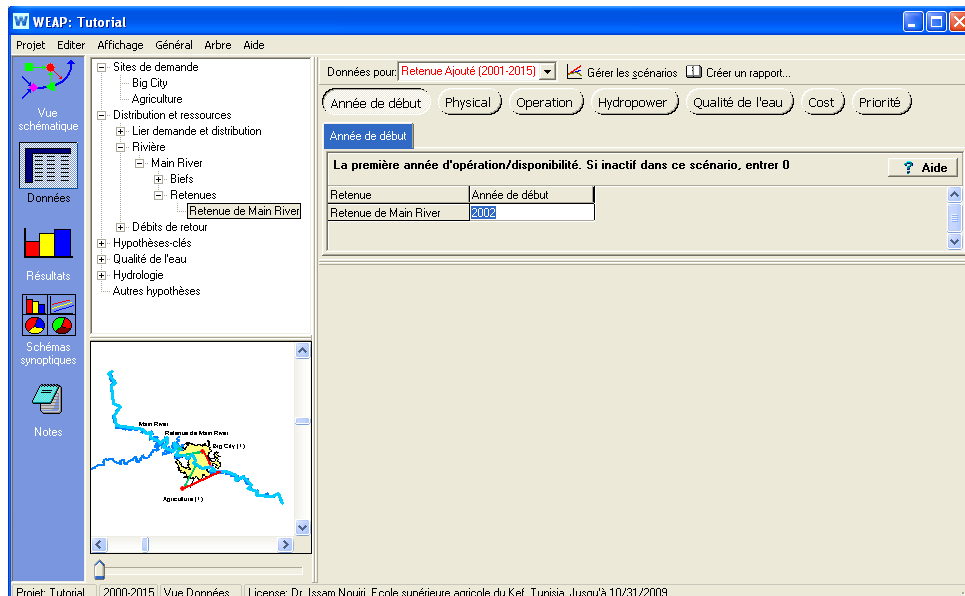 WEAP: Tutorial
Projet Editer Affichage Général Arbre Aide
Vue
schématique
Données
Résultats
Schémas
synoptiques
Notes
Sites de demande
Big City
Agriculture
Distribution et ressources
Lier demande et distribution
Rivière
Main River
Biefs
Retenues
Retenue de Main River
Débits de retour
Hypothèses-clés
Qualité de l'eau
Hydrologie
Autres hypothèses
Main River
Retenue de Main River
Big City (1)
Agriculture (1)
Données pour: Retenue Ajouté (2001-2015) Gérer les scénarios Créer un rapport...
Année de début Physical Operation Hydropower Qualité de l'eau Cost Priorité
Année de début
La première année d'opération/disponibilité. Si inactif dans ce scénario, entrer 0
? Aide
Retenue Année de début
Retenue de Main River 2002
Projet: Tutorial 2000-2015 Vue Données License: Dr. Issam Nouiri, Ecole supérieure agricole du Kef, Tunisia, Jusqu'à 10/31/2009